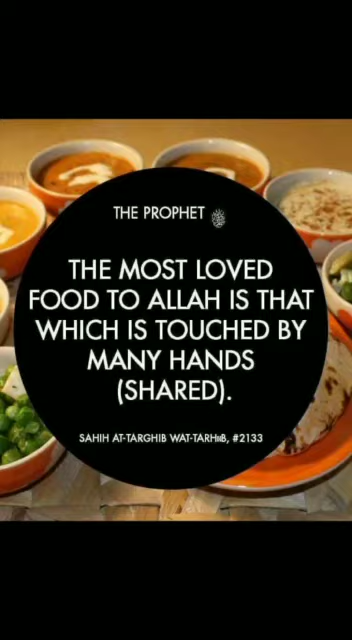 THE PROPHET ﷺ
THE MOST LOVED
FOOD TO ALLAH IS THAT
WHICH IS TOUCHED BY
MANY HANDS
(SHARED).
SAHIH AT-TARGHIB WAT-TARHiiB, #2133